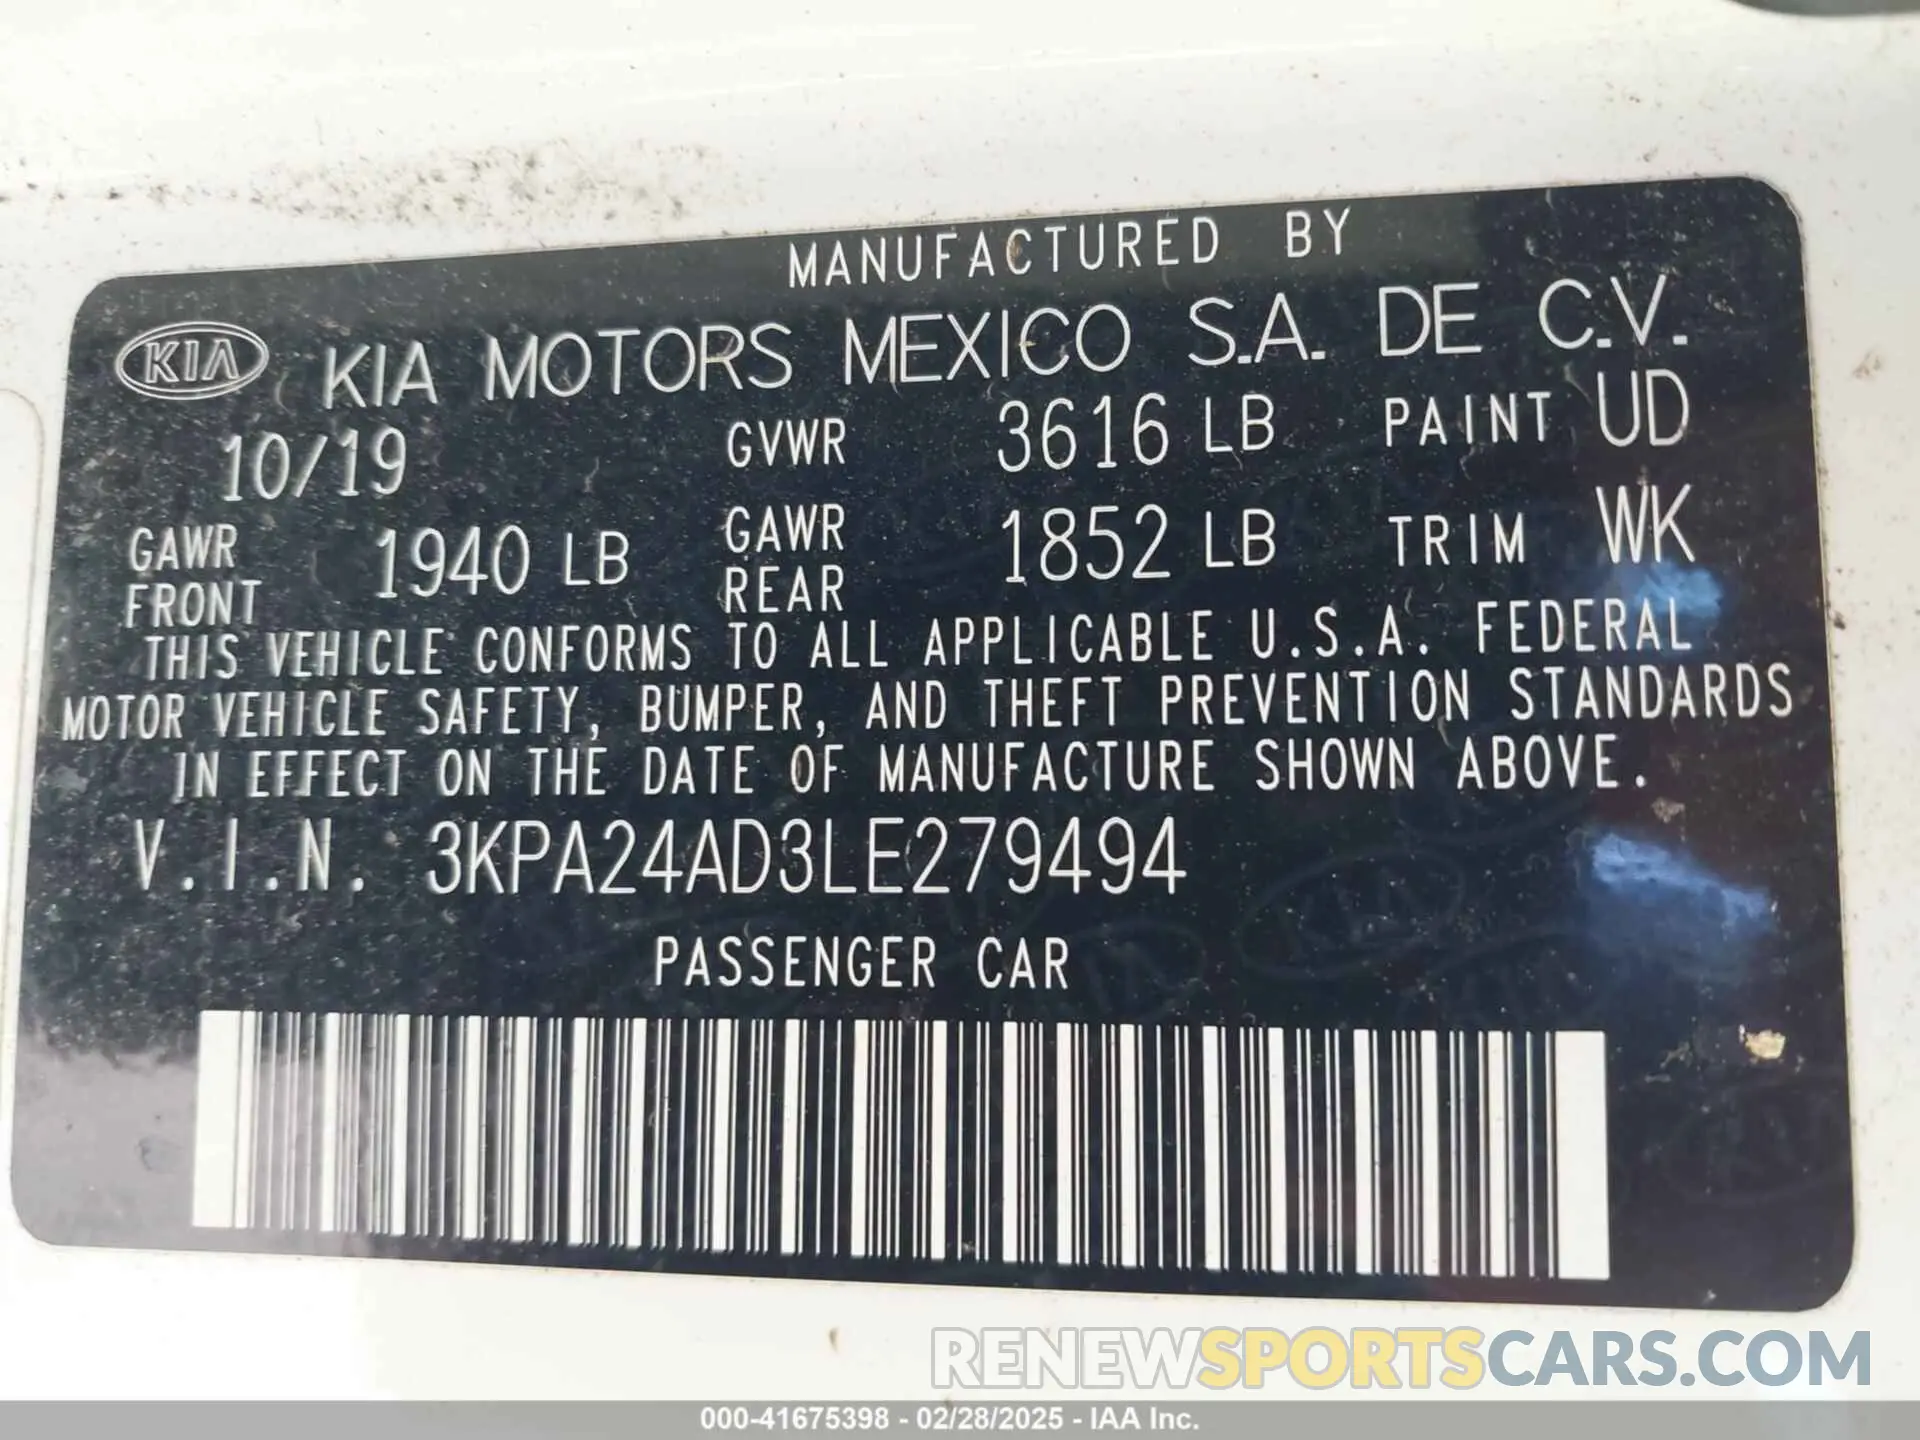 MANUFACTURED BY
KIA KIA MOTORS MEXICO S.A. DE C.V.
10/19 GVWR 3616 LB PAINT UD
GAWR FRONT 1940 LB GAWR REAR 1852 LB TRIM WK
THIS VEHICLE CONFORMS TO ALL APPLICABLE U.S.A. FEDERAL
MOTOR VEHICLE SAFETY, BUMPER, AND THEFT PREVENTION STANDARDS
IN EFFECT ON THE DATE OF MANUFACTURE SHOWN ABOVE.
V.I.N. 3KPA24AD3LE279494
PASSENGER CAR
RENEWSPORTSCARS.COM
000-41675398 - 02/28/2025 - IAA Inc.